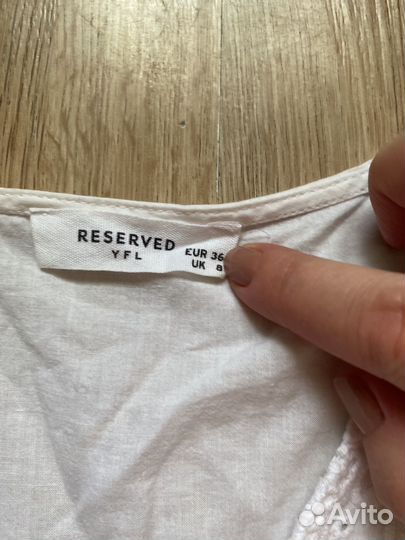 RESERVED
YFL
EUR 36
UK 8
Avito